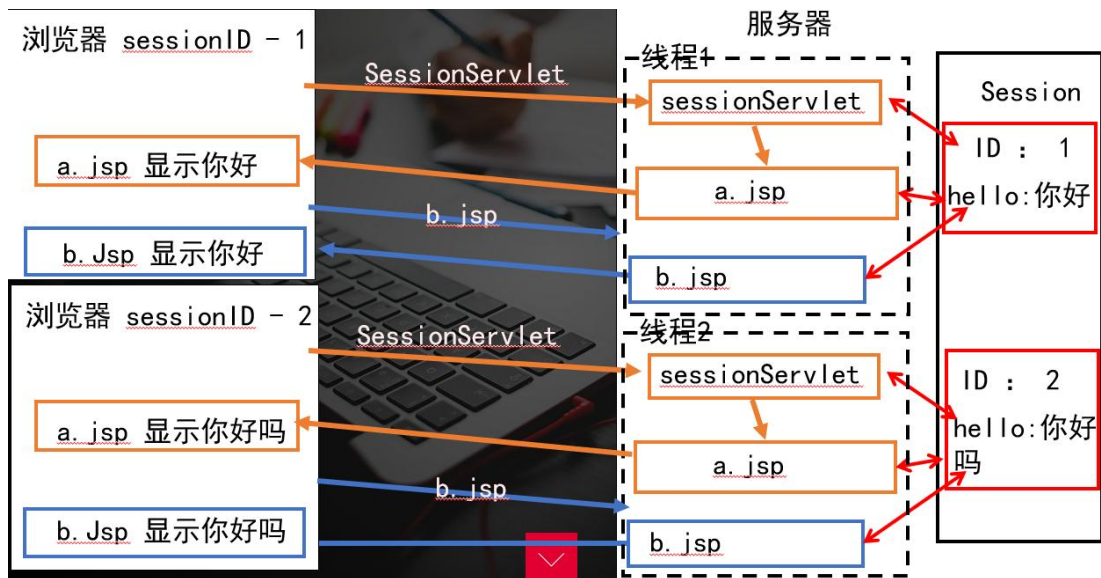 浏览器 sessionID - 1
a.jsp 显示你好
b.Jsp 显示你好
浏览器 sessionID - 2
a.jsp 显示你好吗
b.Jsp 显示你好吗
SessionServlet
b.jsp
SessionServlet
b.jsp
服务器
线程1
sessionServlet
a.jsp
b.jsp
线程2
sessionServlet
a.jsp
b.jsp
Session
ID : 1
hello:你好
ID : 2
hello:你好
吗